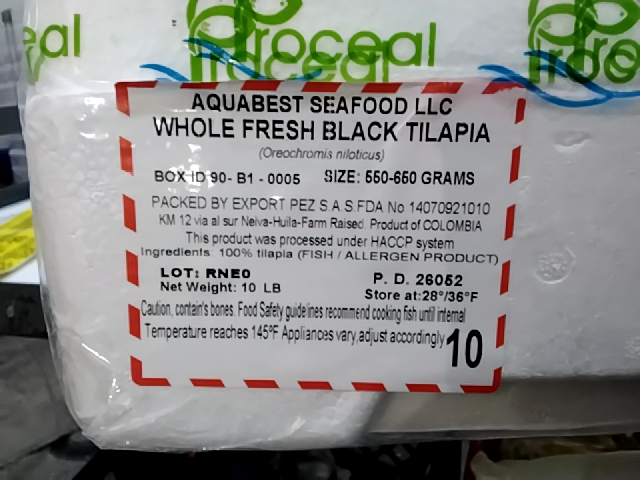 eal
roceal
roceal
AQUABEST SEAFOOD LLC
WHOLE FRESH BLACK TILAPIA
(Oreochromis niloticus)
BOX ID 90- B1 - 0005 SIZE: 550-650 GRAMS
PACKED BY EXPORT PEZ S.A.S.FDA No 14070921010
KM 12 via al sur Neiva-Huila-Farm Raised. Product of COLOMBIA
This product was processed under HACCP system
Ingredients: 100% tilapia (FISH / ALLERGEN PRODUCT)
LOT: RNE0 P. D. 26052
Net Weight: 10 LB Store at:28°/36°F
Caution, contain's bones. Food Safety guidelines recommend cooking fish until internal
Temperature reaches 145°F Appliances vary,adjust accordingly 10